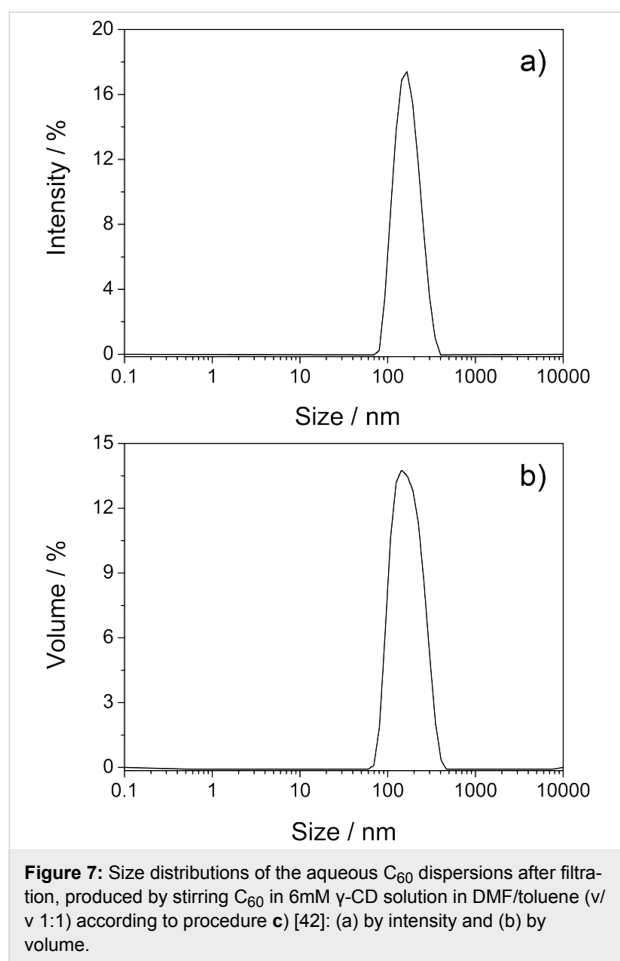 20
a)
16
12
8
4
0
Intensity / %
0.1 1 10 100 1000 10000
Size / nm
15
b)
12
9
6
3
0
Volume / %
0.1 1 10 100 1000 10000
Size / nm
Figure 7: Size distributions of the aqueous C60 dispersions after filtra-
tion, produced by stirring C60 in 6mM γ-CD solution in DMF/toluene (v/
v 1:1) according to procedure c) [42]: (a) by intensity and (b) by
volume.